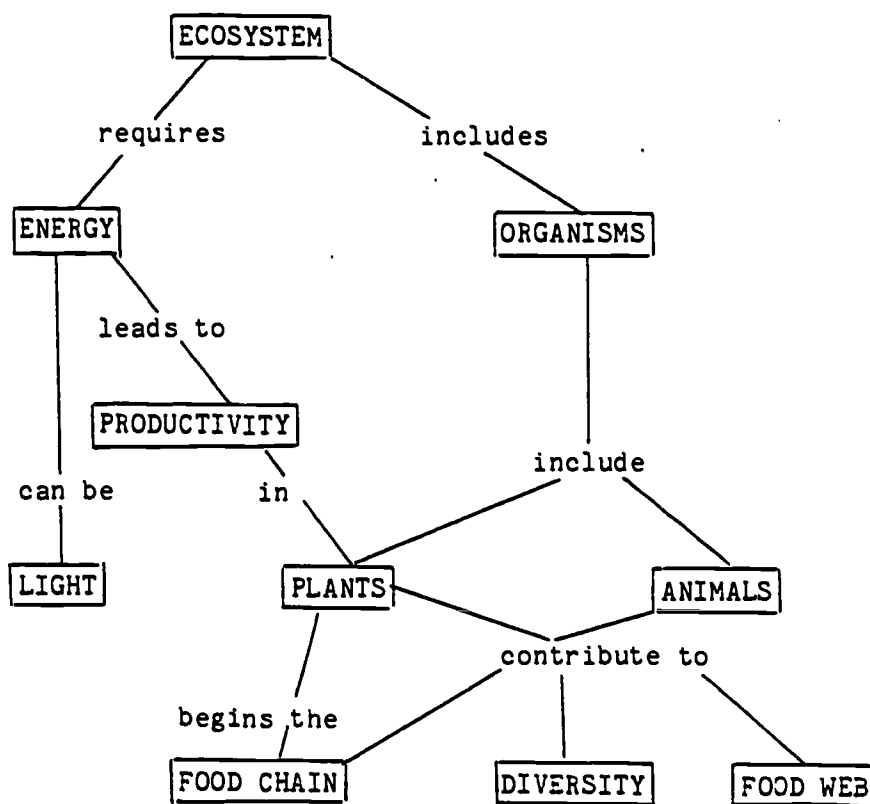 ECOSYSTEM
requires includes
ENERGY ORGANISMS
leads to
PRODUCTIVITY
include
can be in
LIGHT PLANTS ANIMALS
contribute to
begins the
FOOD CHAIN DIVERSITY FOOD WEB